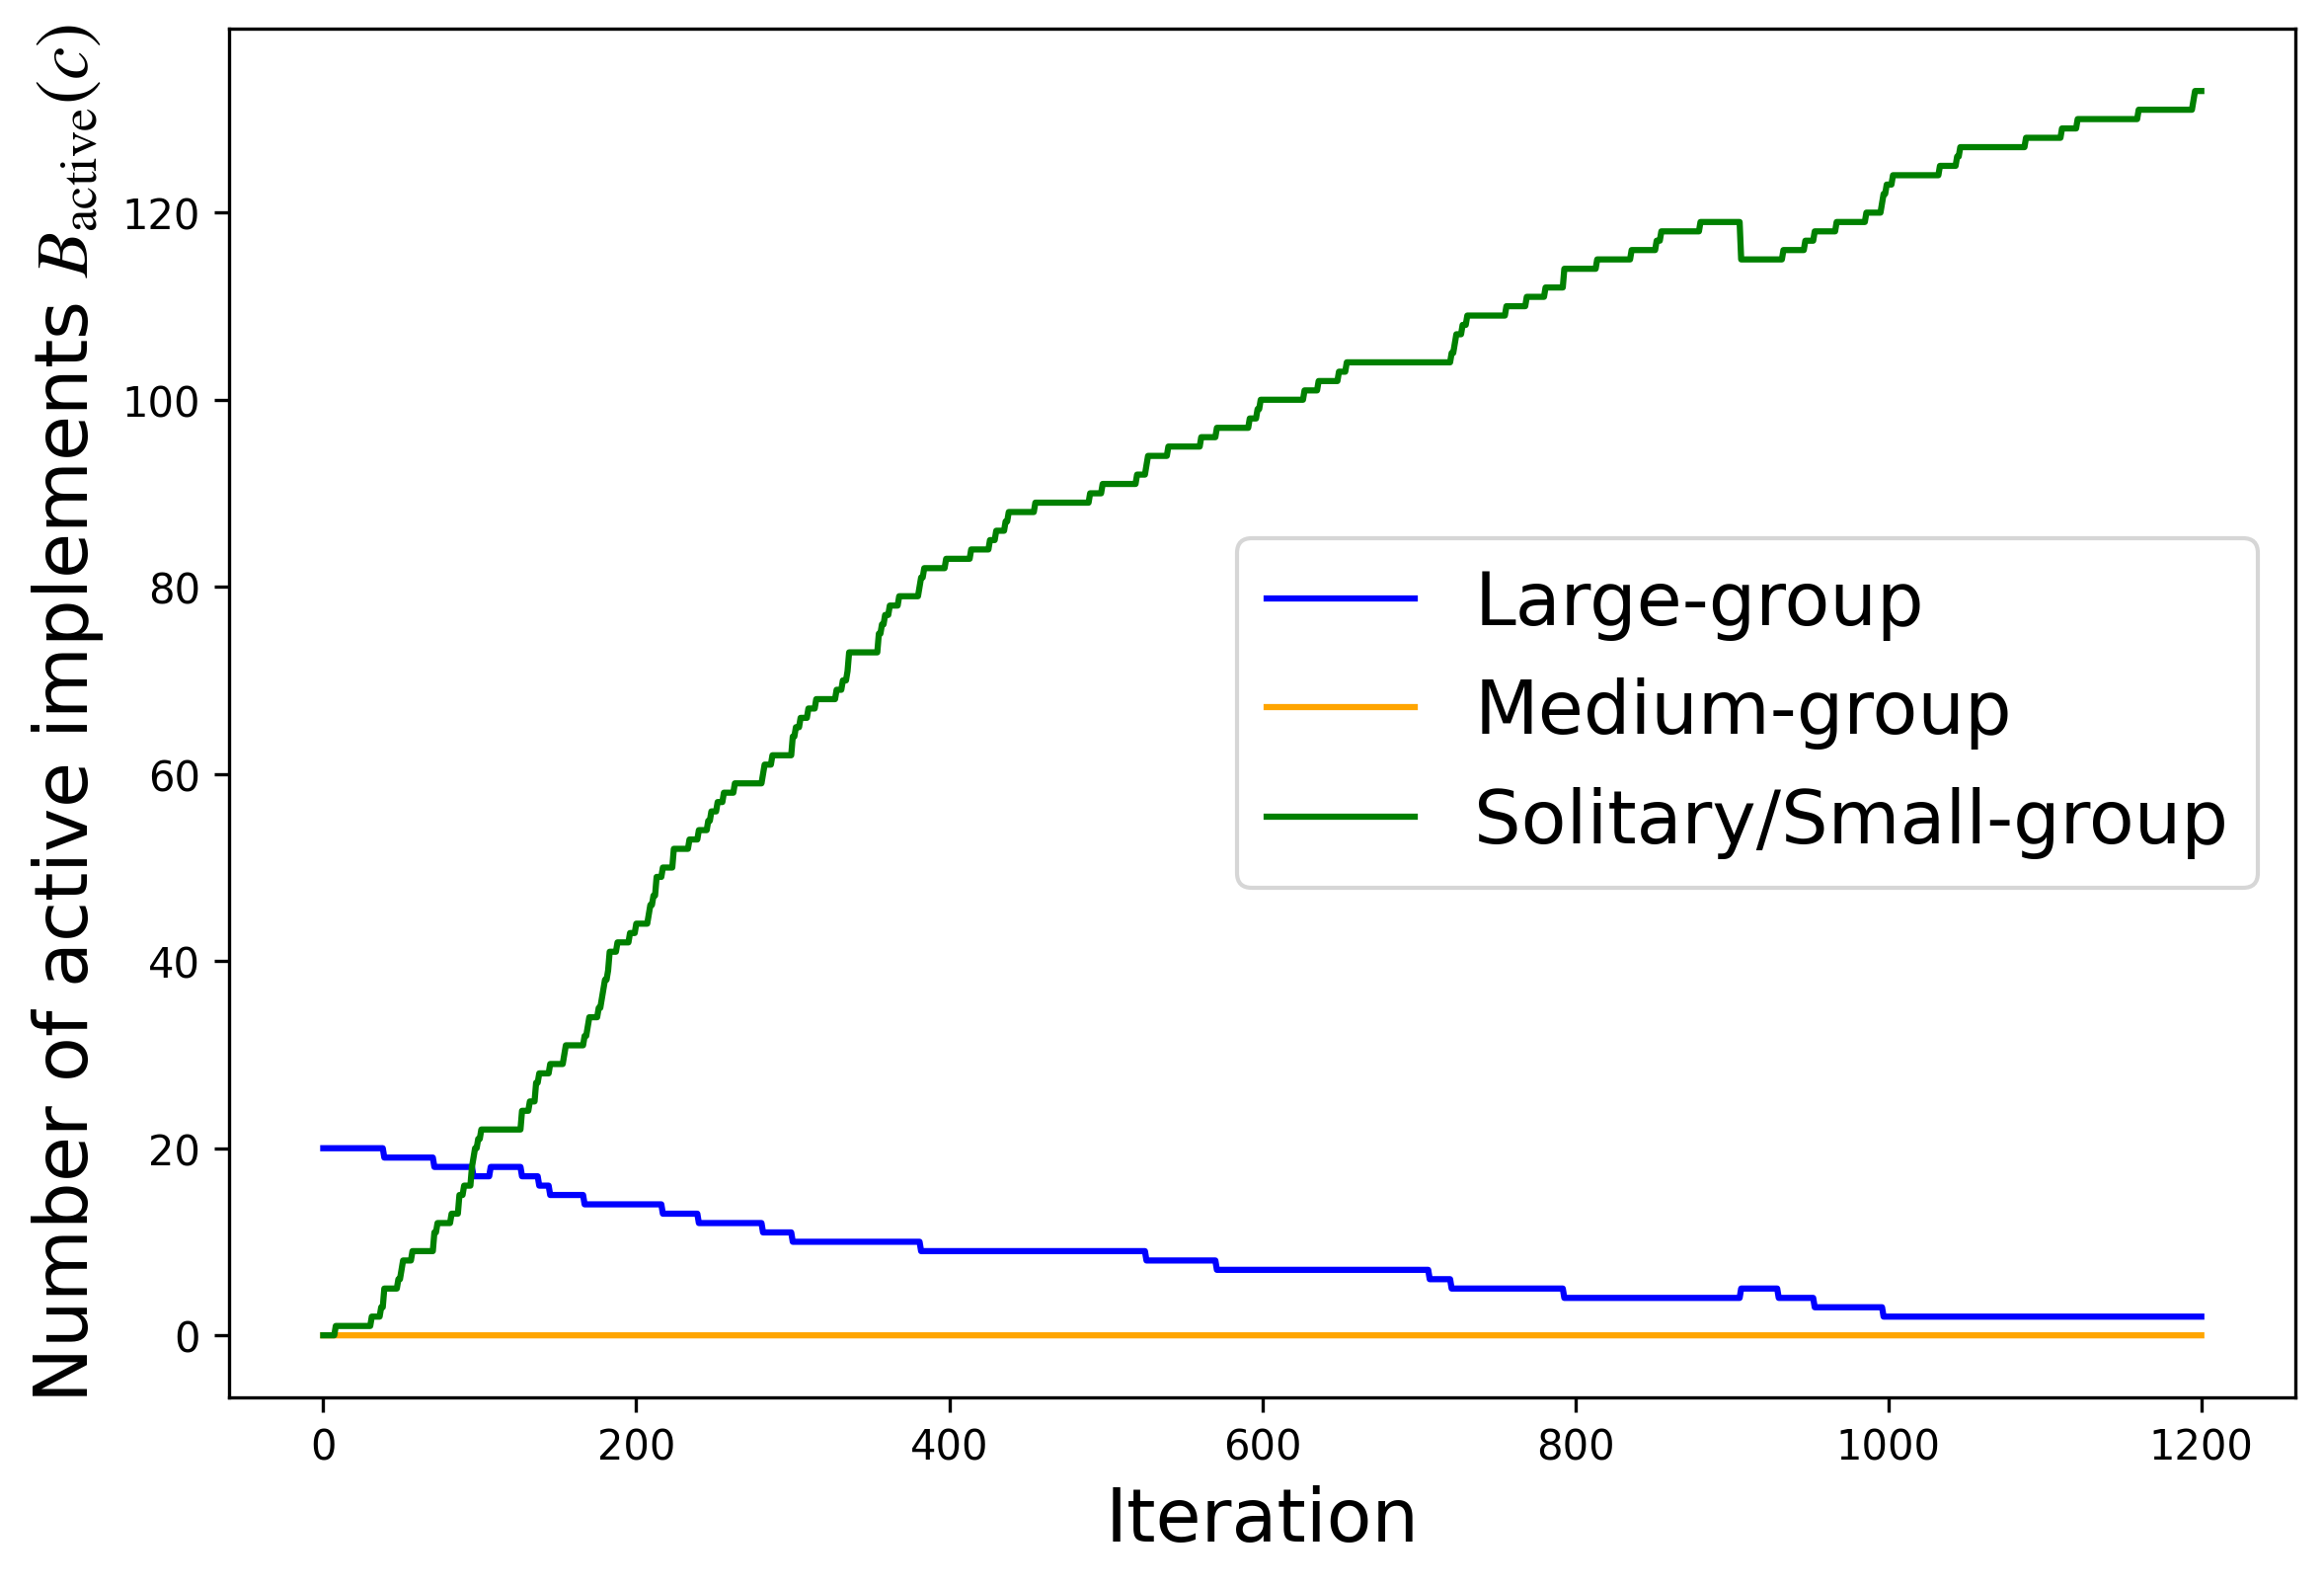 Number of active implements B_active(c)
120
100
80
60
40
20
0
Large-group
Medium-group
Solitary/Small-group
0 200 400 600 800 1000 1200
Iteration